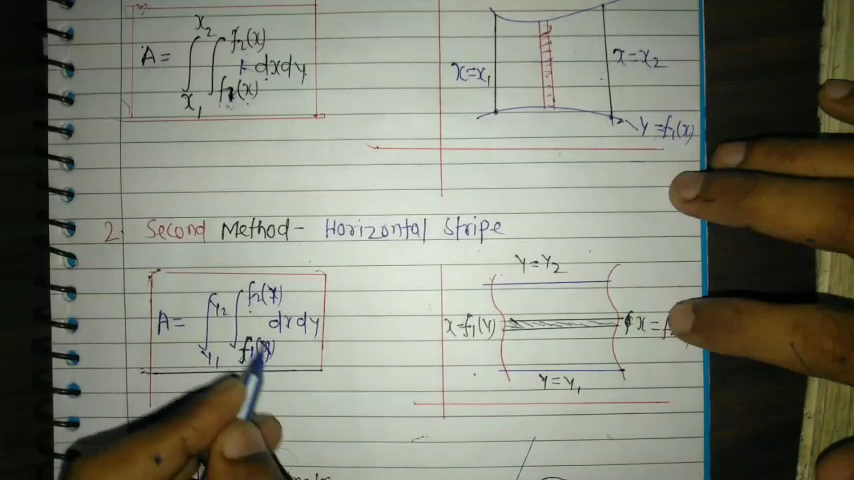 x2 f2(x)
A = ∫ ∫ 1 dxdy
x1 f1(x)
x=x1
x=x2
y=f1(x)
2. Second Method- Horizontal Stripe
y=y2
y2 f2(y)
A = ∫ ∫ dxdy
y1 f1(y)
x=f1(y)
x=f
y=y1